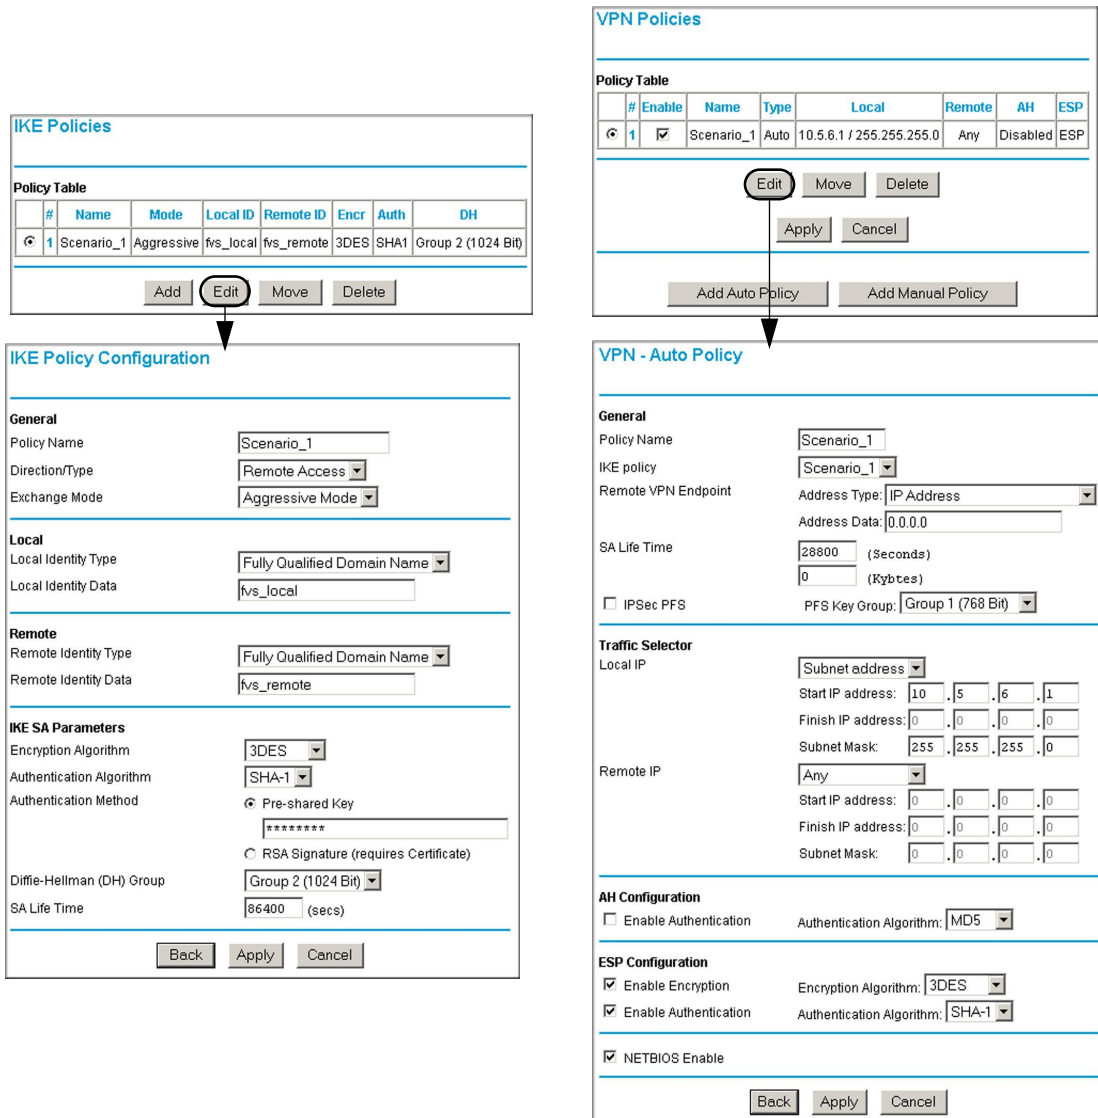 IKE Policies
Policy Table
# Name Mode Local ID Remote ID Encr Auth DH
1 Scenario_1 Aggressive fvs_local fvs_remote 3DES SHA1 Group 2 (1024 Bit)
Add Edit Move Delete
IKE Policy Configuration
General
Policy Name Scenario_1
Direction/Type Remote Access
Exchange Mode Aggressive Mode
Local
Local Identity Type Fully Qualified Domain Name
Local Identity Data fvs_local
Remote
Remote Identity Type Fully Qualified Domain Name
Remote Identity Data fvs_remote
IKE SA Parameters
Encryption Algorithm 3DES
Authentication Algorithm SHA-1
Authentication Method Pre-shared Key
********
RSA Signature (requires Certificate)
Diffie-Hellman (DH) Group Group 2 (1024 Bit)
SA Life Time 86400 (secs)
Back Apply Cancel
VPN Policies
Policy Table
# Enable Name Type Local Remote AH ESP
1 Scenario_1 Auto 10.5.6.1 / 255.255.255.0 Any Disabled ESP
Edit Move Delete
Apply Cancel
Add Auto Policy Add Manual Policy
VPN - Auto Policy
General
Policy Name Scenario_1
IKE policy Scenario_1
Remote VPN Endpoint Address Type: IP Address
Address Data: 0.0.0.0
SA Life Time 28800 (Seconds)
0 (Kybtes)
IPSec PFS PFS Key Group: Group 1 (768 Bit)
Traffic Selector
Local IP Subnet address
Start IP address: 10 . 5 . 6 . 1
Finish IP address: 0 . 0 . 0 . 0
Subnet Mask: 255 . 255 . 255 . 0
Remote IP Any
Start IP address: 0 . 0 . 0 . 0
Finish IP address: 0 . 0 . 0 . 0
Subnet Mask: 0 . 0 . 0 . 0
AH Configuration
Enable Authentication Authentication Algorithm: MD5
ESP Configuration
Enable Encryption Encryption Algorithm: 3DES
Enable Authentication Authentication Algorithm: SHA-1
NETBIOS Enable
Back Apply Cancel